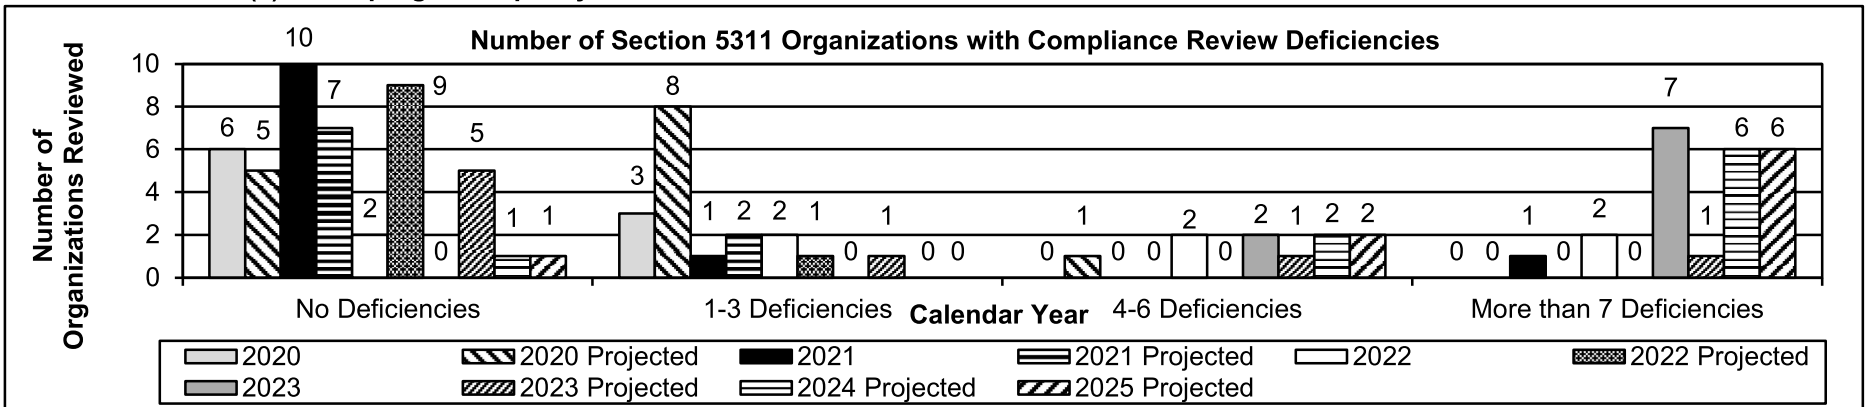 Number of Section 5311 Organizations with Compliance Review Deficiencies
Number of
Organizations Reviewed
10
8
6
4
2
0
6 5 10 7 2 9 0 5 1 1
3 8 1 2 2 1 0 1 0 0
0 1 0 0 2 0 2 1 2 2
0 0 1 0 2 0 7 1 6 6
No Deficiencies 1-3 Deficiencies 4-6 Deficiencies More than 7 Deficiencies
Calendar Year
2020 2020 Projected 2021 2021 Projected 2022 2022 Projected
2023 2023 Projected 2024 Projected 2025 Projected